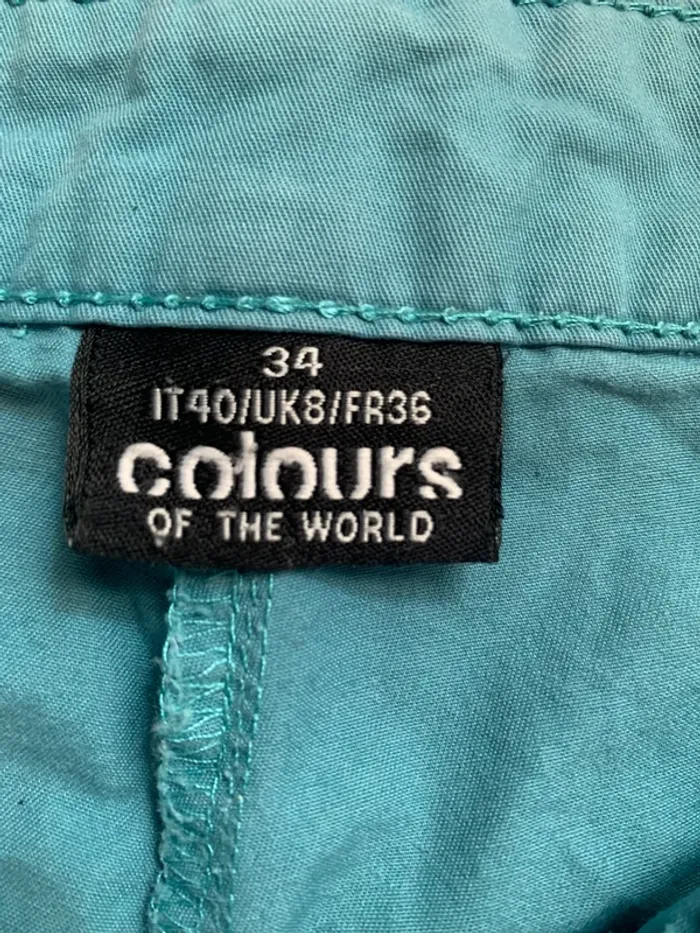 34
IT40/UK8/FR36
colours
OF THE WORLD